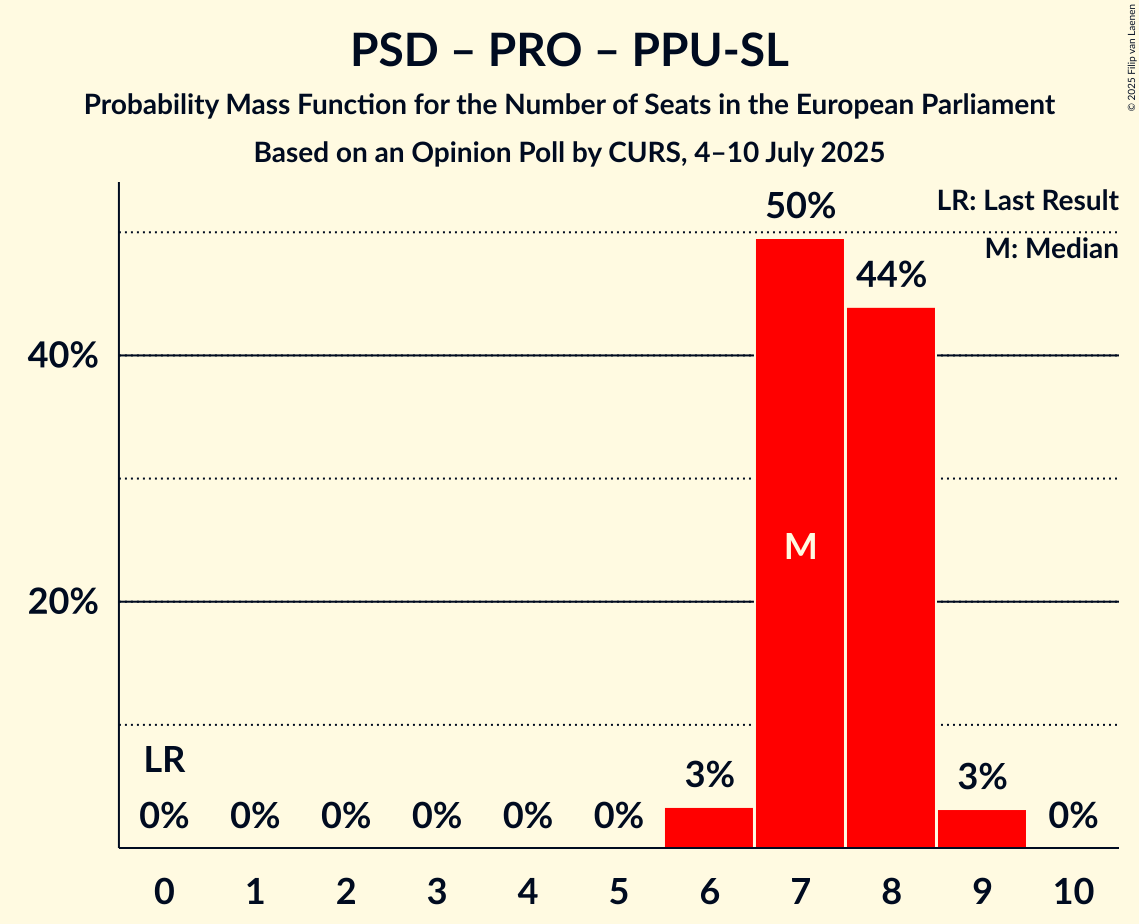 PSD – PRO – PPU-SL
Probability Mass Function for the Number of Seats in the European Parliament
Based on an Opinion Poll by CURS, 4–10 July 2025
© 2025 Filip van Laenen
LR: Last Result
M: Median
50%
44%
40%
M
20%
LR
3%
3%
0% 0% 0% 0% 0% 0% 0%
0 1 2 3 4 5 6 7 8 9 10